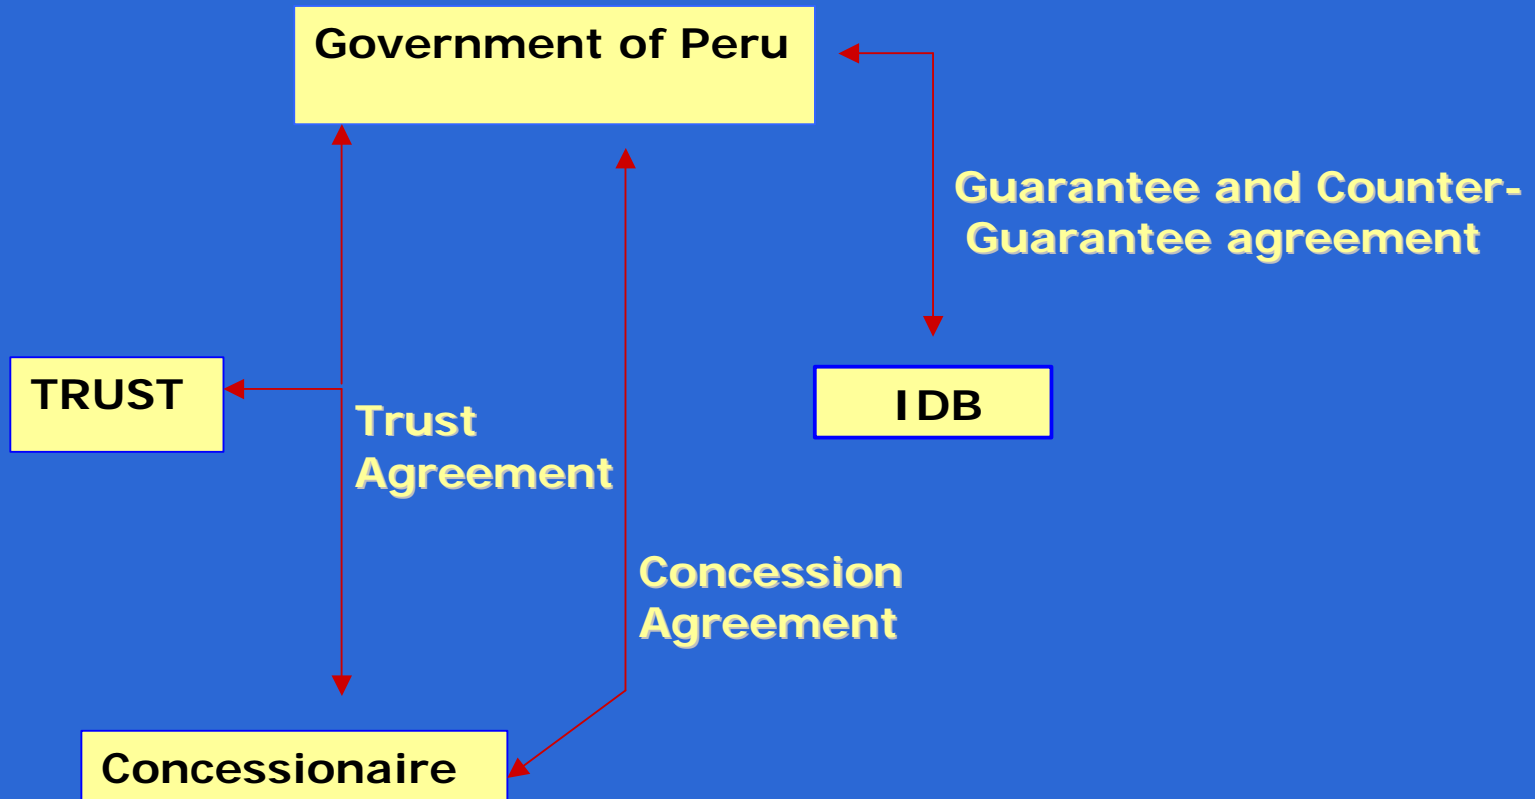 Government of Peru
Guarantee and Counter-
Guarantee agreement
TRUST
IDB
Trust
Agreement
Concession
Agreement
Concessionaire